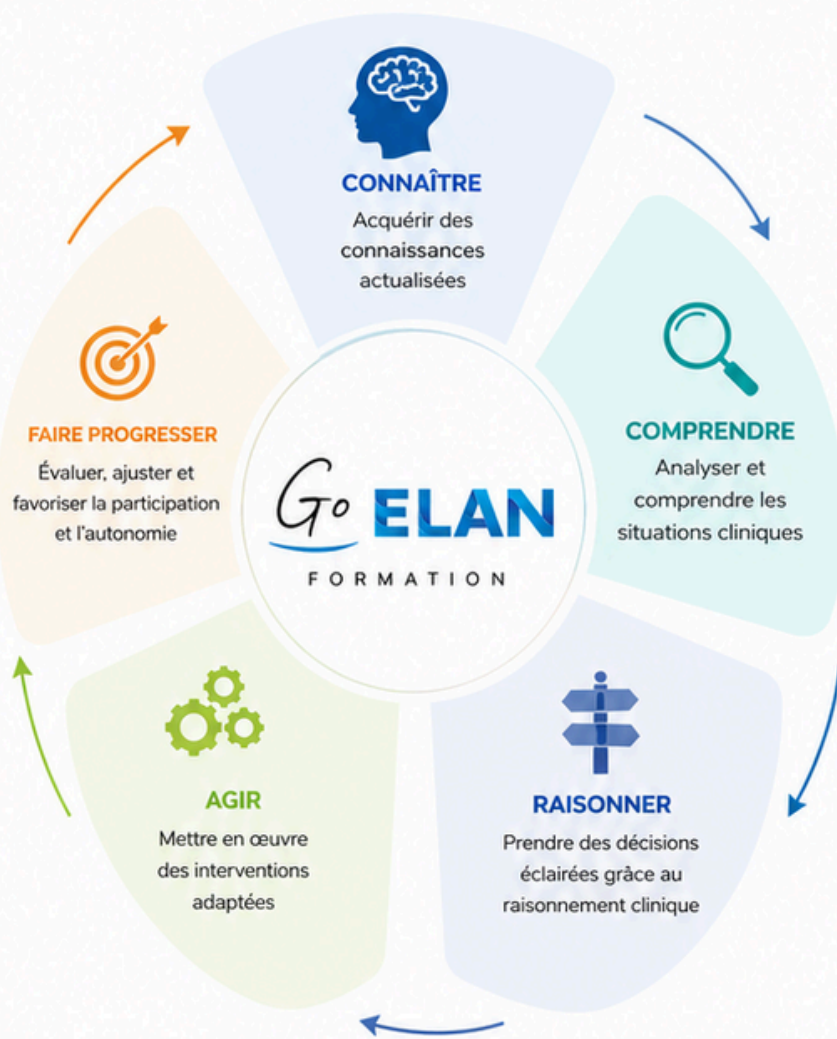 CONNAÎTRE
Acquérir des
connaissances
actualisées
COMPRENDRE
Analyser et
comprendre les
situations cliniques
RAISONNER
Prendre des décisions
éclairées grâce au
raisonnement clinique
AGIR
Mettre en œuvre
des interventions
adaptées
FAIRE PROGRESSER
Évaluer, ajuster et
favoriser la participation
et l'autonomie
Go ELAN
FORMATION